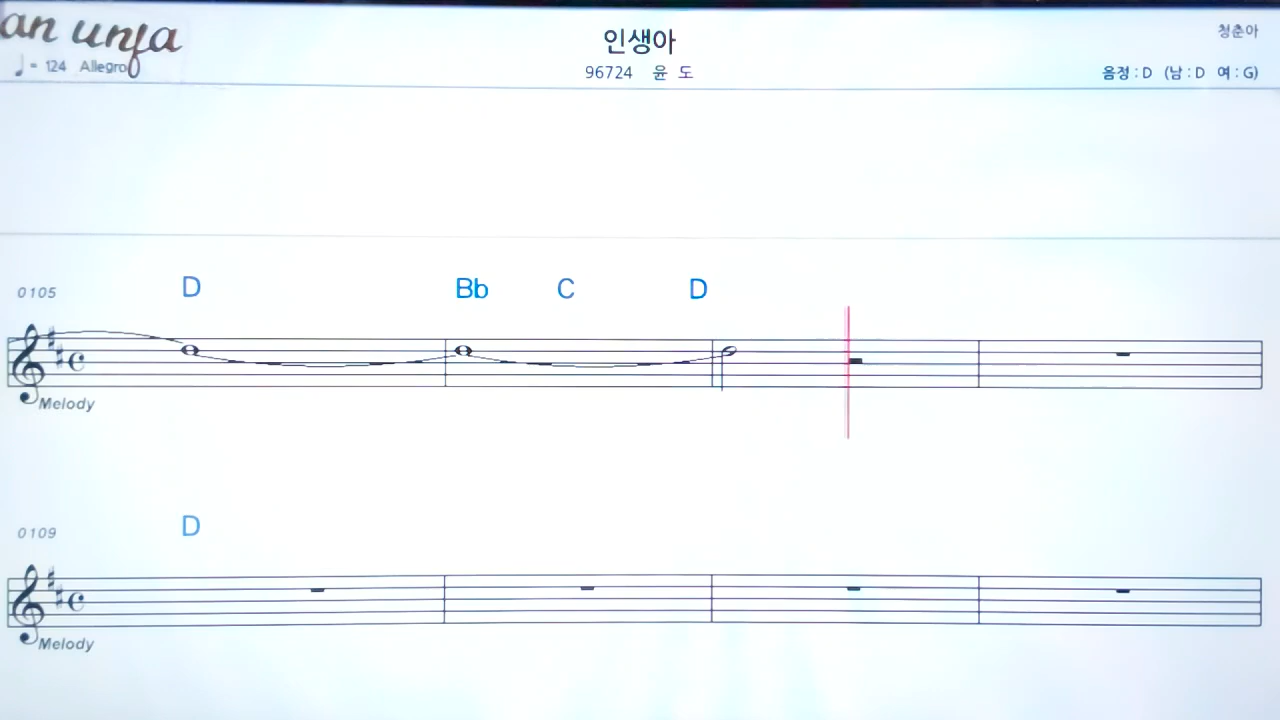 an unja
인생아
청춘아
♩= 124 Allegro
96724 윤 도
음정 : D (남 : D 여 : G)
0105
D Bb C D
Melody
0109
D
Melody